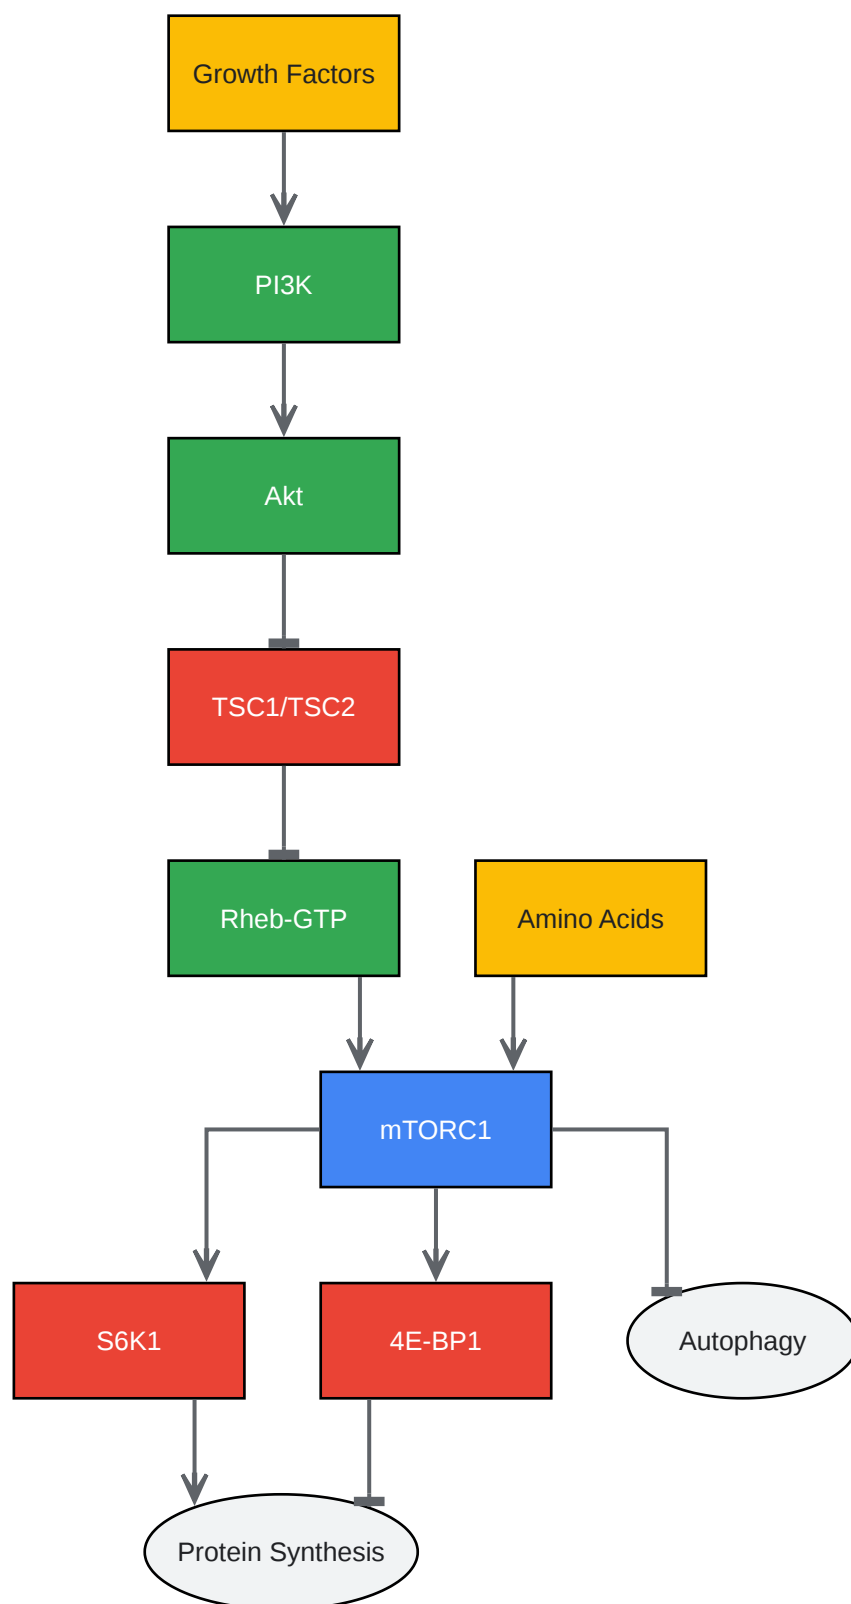 Growth Factors
PI3K
Akt
TSC1/TSC2
Rheb-GTP
Amino Acids
mTORC1
S6K1
4E-BP1
Autophagy
Protein Synthesis